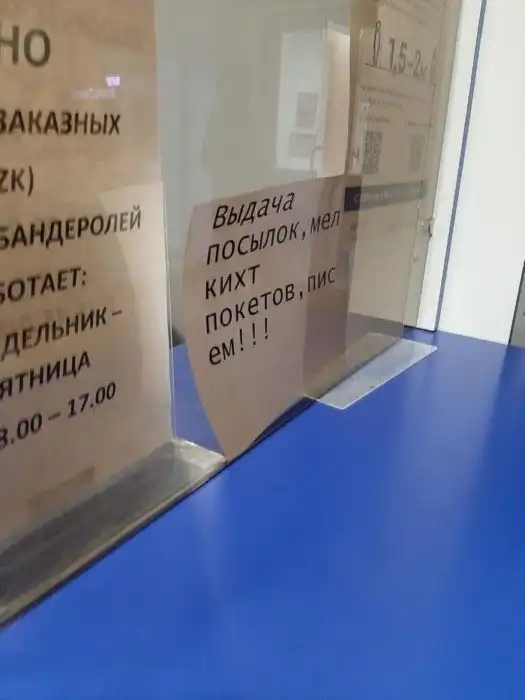 НО
ЗАКАЗНЫХ
ZK)
БАНДЕРОЛЕЙ
БОТАЕТ:
ДЕЛЬНИК –
ЯТНИЦА
8.00 – 17.00
Выдача
посылок,мел
кихт
покетов,пис
ем!!!
1,5-2м